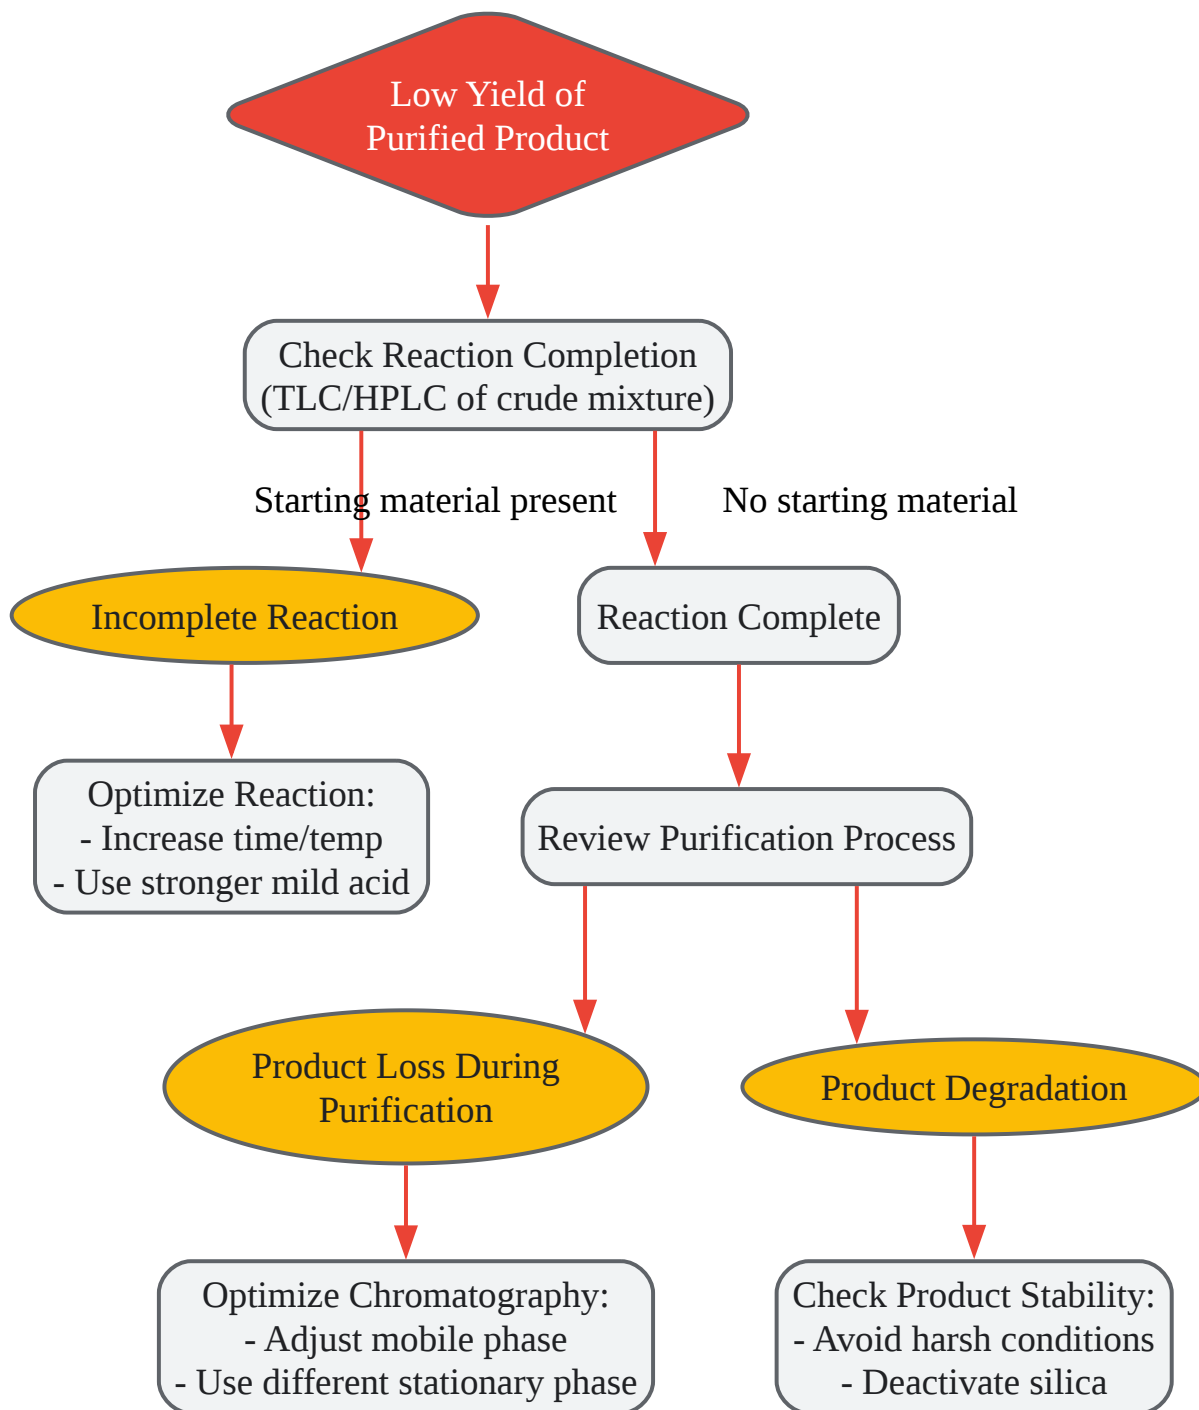 Low Yield of
Purified Product
Check Reaction Completion
(TLC/HPLC of crude mixture)
Starting material present
No starting material
Incomplete Reaction
Reaction Complete
Optimize Reaction:
- Increase time/temp
- Use stronger mild acid
Review Purification Process
Product Loss During
Purification
Product Degradation
Optimize Chromatography:
- Adjust mobile phase
- Use different stationary phase
Check Product Stability:
- Avoid harsh conditions
- Deactivate silica